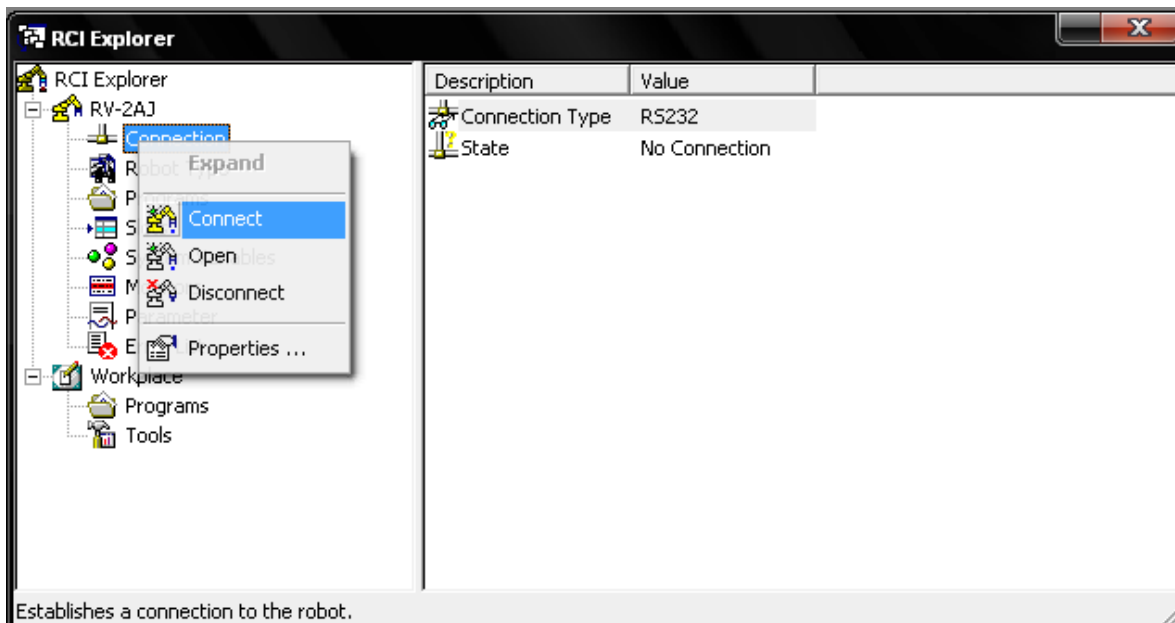 RCI Explorer
RCI Explorer
RV-2AJ
Connection
Expand
Connect
Open
Disconnect
Properties ...
Parameter
Workplace
Programs
Tools
Description Value
Connection Type RS232
State No Connection
Establishes a connection to the robot.